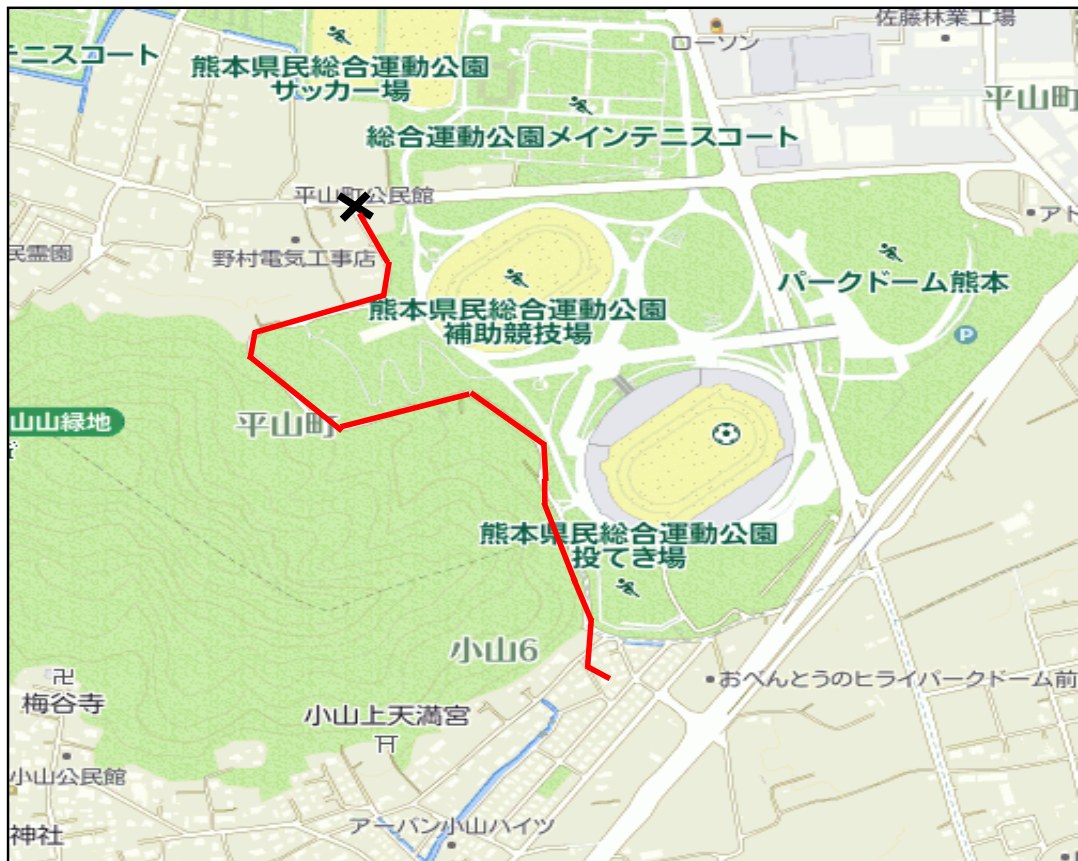 佐藤林業工場
ローソン
テニスコート
熊本県民総合運動公園
サッカー場
平山町
総合運動公園メインテニスコート
平山町公民館
アド
民霊園
野村電気工事店
パークドーム熊本
熊本県民総合運動公園
補助競技場
P
山山緑地
平山町
熊本県民総合運動公園
投てき場
小山6
おべんとうのヒライパークドーム前
梅谷寺
小山上天満宮
小山公民館
アーバン小山ハイツ
神社